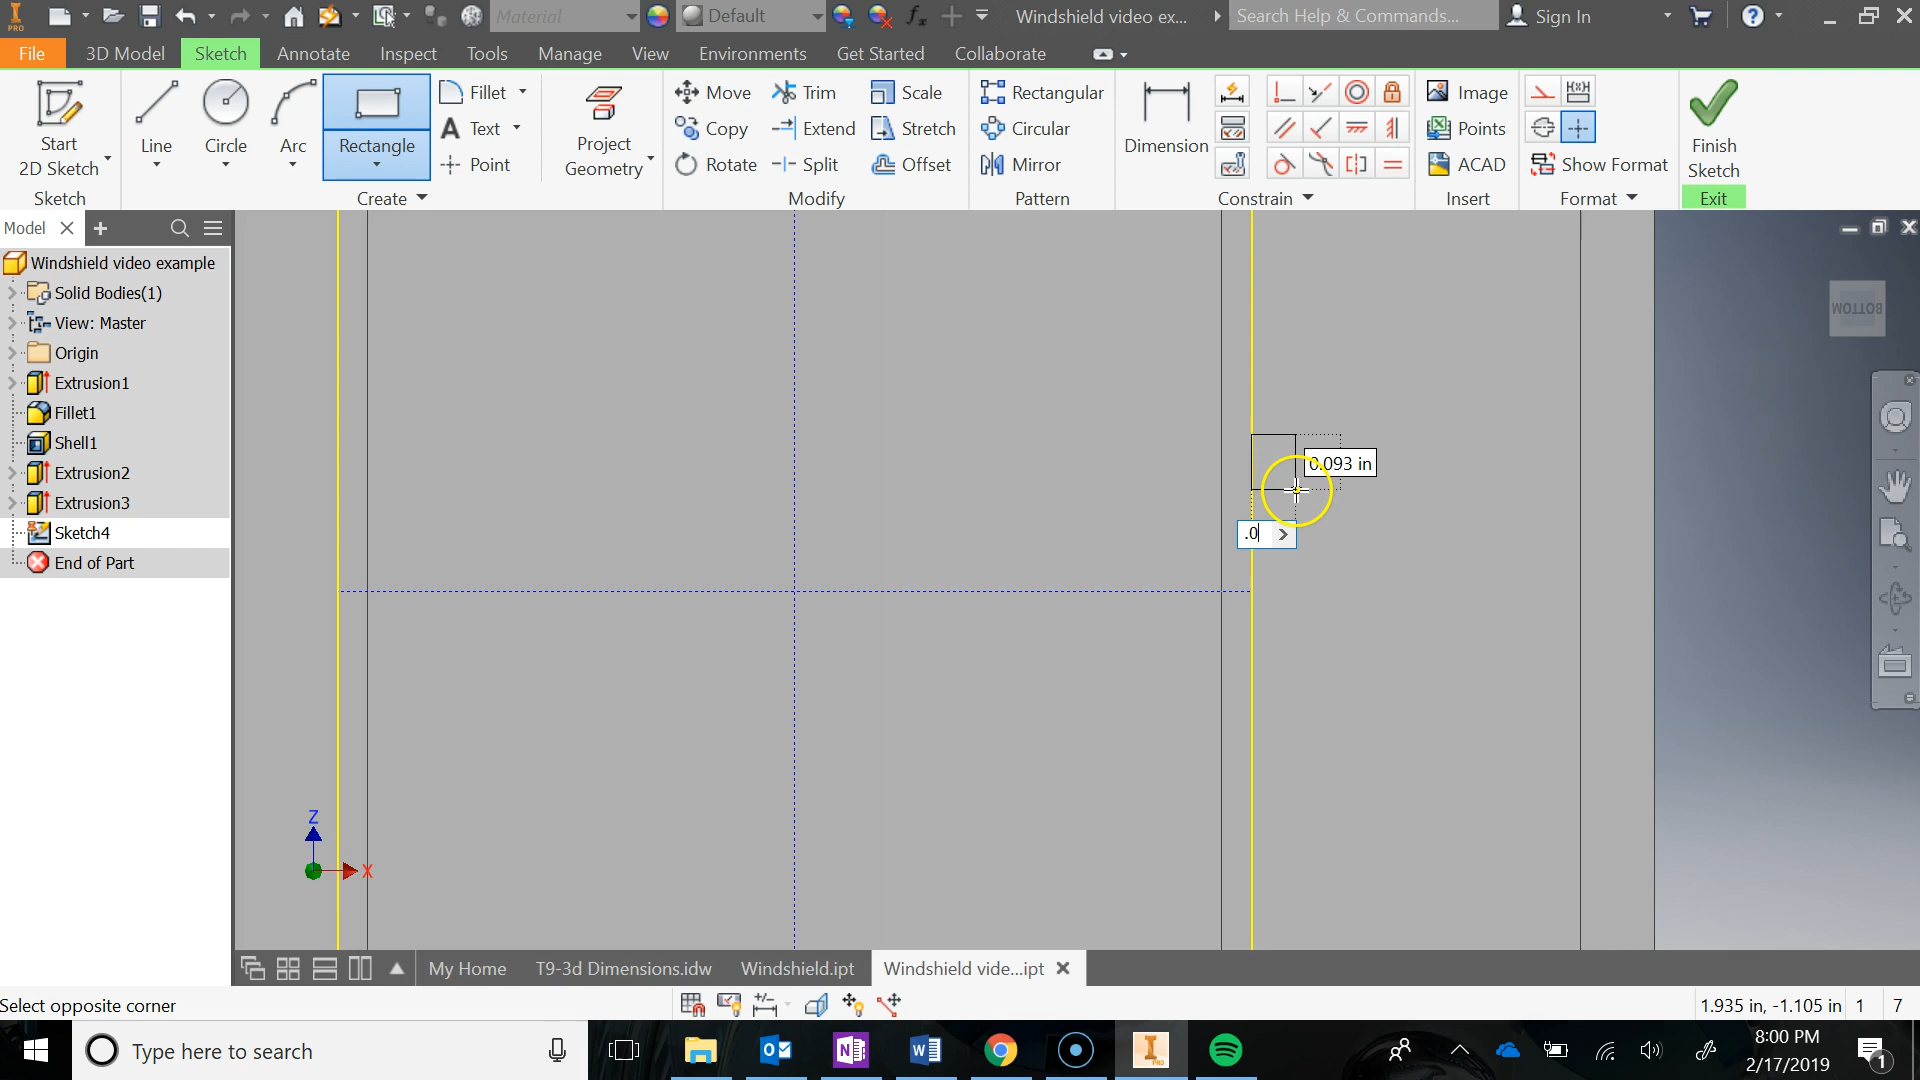 PRO
Material
Default
Windshield video ex...
Search Help & Commands...
Sign In
File
3D Model
Sketch
Annotate
Inspect
Tools
Manage
View
Environments
Get Started
Collaborate
Start
2D Sketch
Line
Circle
Arc
Rectangle
Fillet
Text
Point
Project
Geometry
Move
Copy
Rotate
Trim
Extend
Split
Scale
Stretch
Offset
Rectangular
Circular
Mirror
Dimension
Image
Points
ACAD
Show Format
Finish
Sketch
Sketch
Create
Modify
Pattern
Constrain
Insert
Format
Exit
Model
Windshield video example
Solid Bodies(1)
View: Master
Origin
Extrusion1
Fillet1
Shell1
Extrusion2
Extrusion3
Sketch4
End of Part
BOTTOM
0.093 in
.0
Z
X
My Home
T9-3d Dimensions.idw
Windshield.ipt
Windshield vide...ipt
Select opposite corner
1.935 in, -1.105 in
1
7
Type here to search
8:00 PM
2/17/2019
1